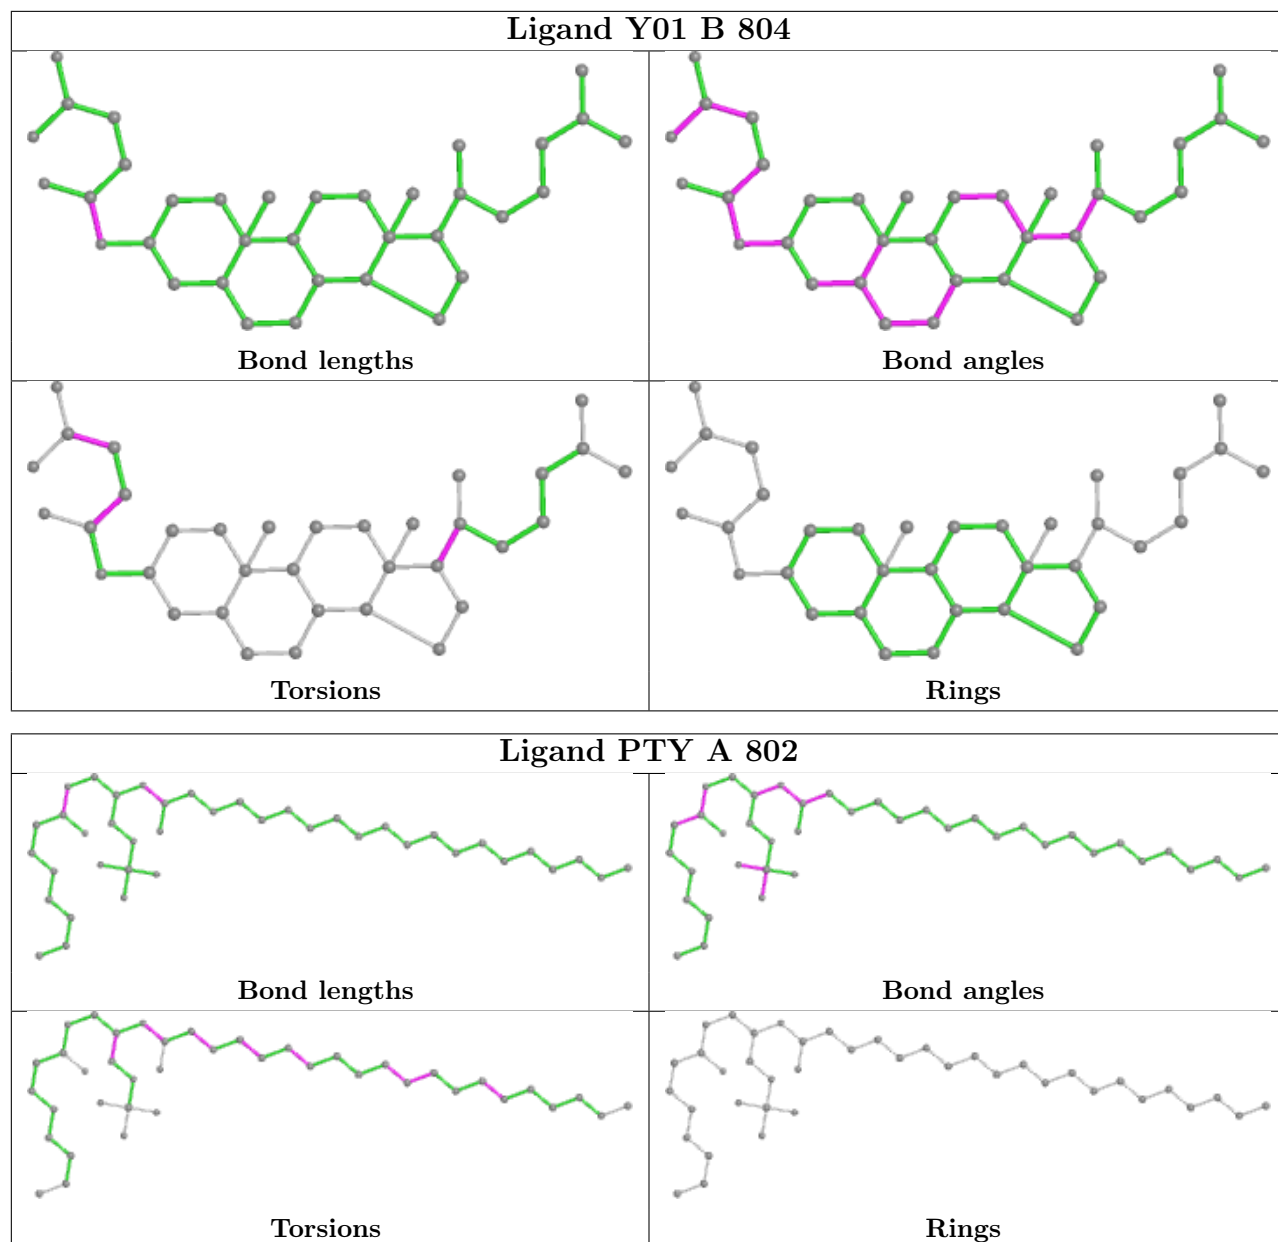 Ligand Y01 B 804
Bond lengths
Bond angles
Torsions
Rings
Ligand PTY A 802
Bond lengths
Bond angles
Torsions
Rings